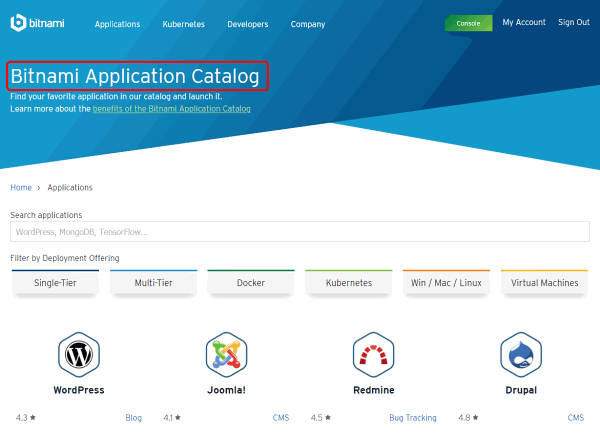 bitnami Applications Kubernetes Developers Company Console My Account Sign Out
Bitnami Application Catalog
Find your favorite application in our catalog and launch it.
Learn more about the benefits of the Bitnami Application Catalog
Home › Applications
Search applications
WordPress, MongoDB, TensorFlow...
Filter by Deployment Offering
Single-Tier Multi-Tier Docker Kubernetes Win / Mac / Linux Virtual Machines
WordPress Joomla! Redmine Drupal
4.3 ★ Blog 4.1 ★ CMS 4.5 ★ Bug Tracking 4.8 ★ CMS